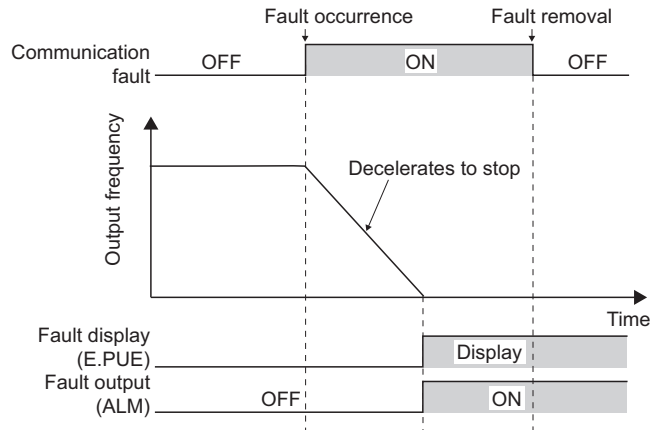 Fault occurrence
Fault removal
Communication
fault
OFF
ON
OFF
Output frequency
Decelerates to stop
Time
Fault display
(E.PUE)
Display
Fault output
(ALM)
OFF
ON